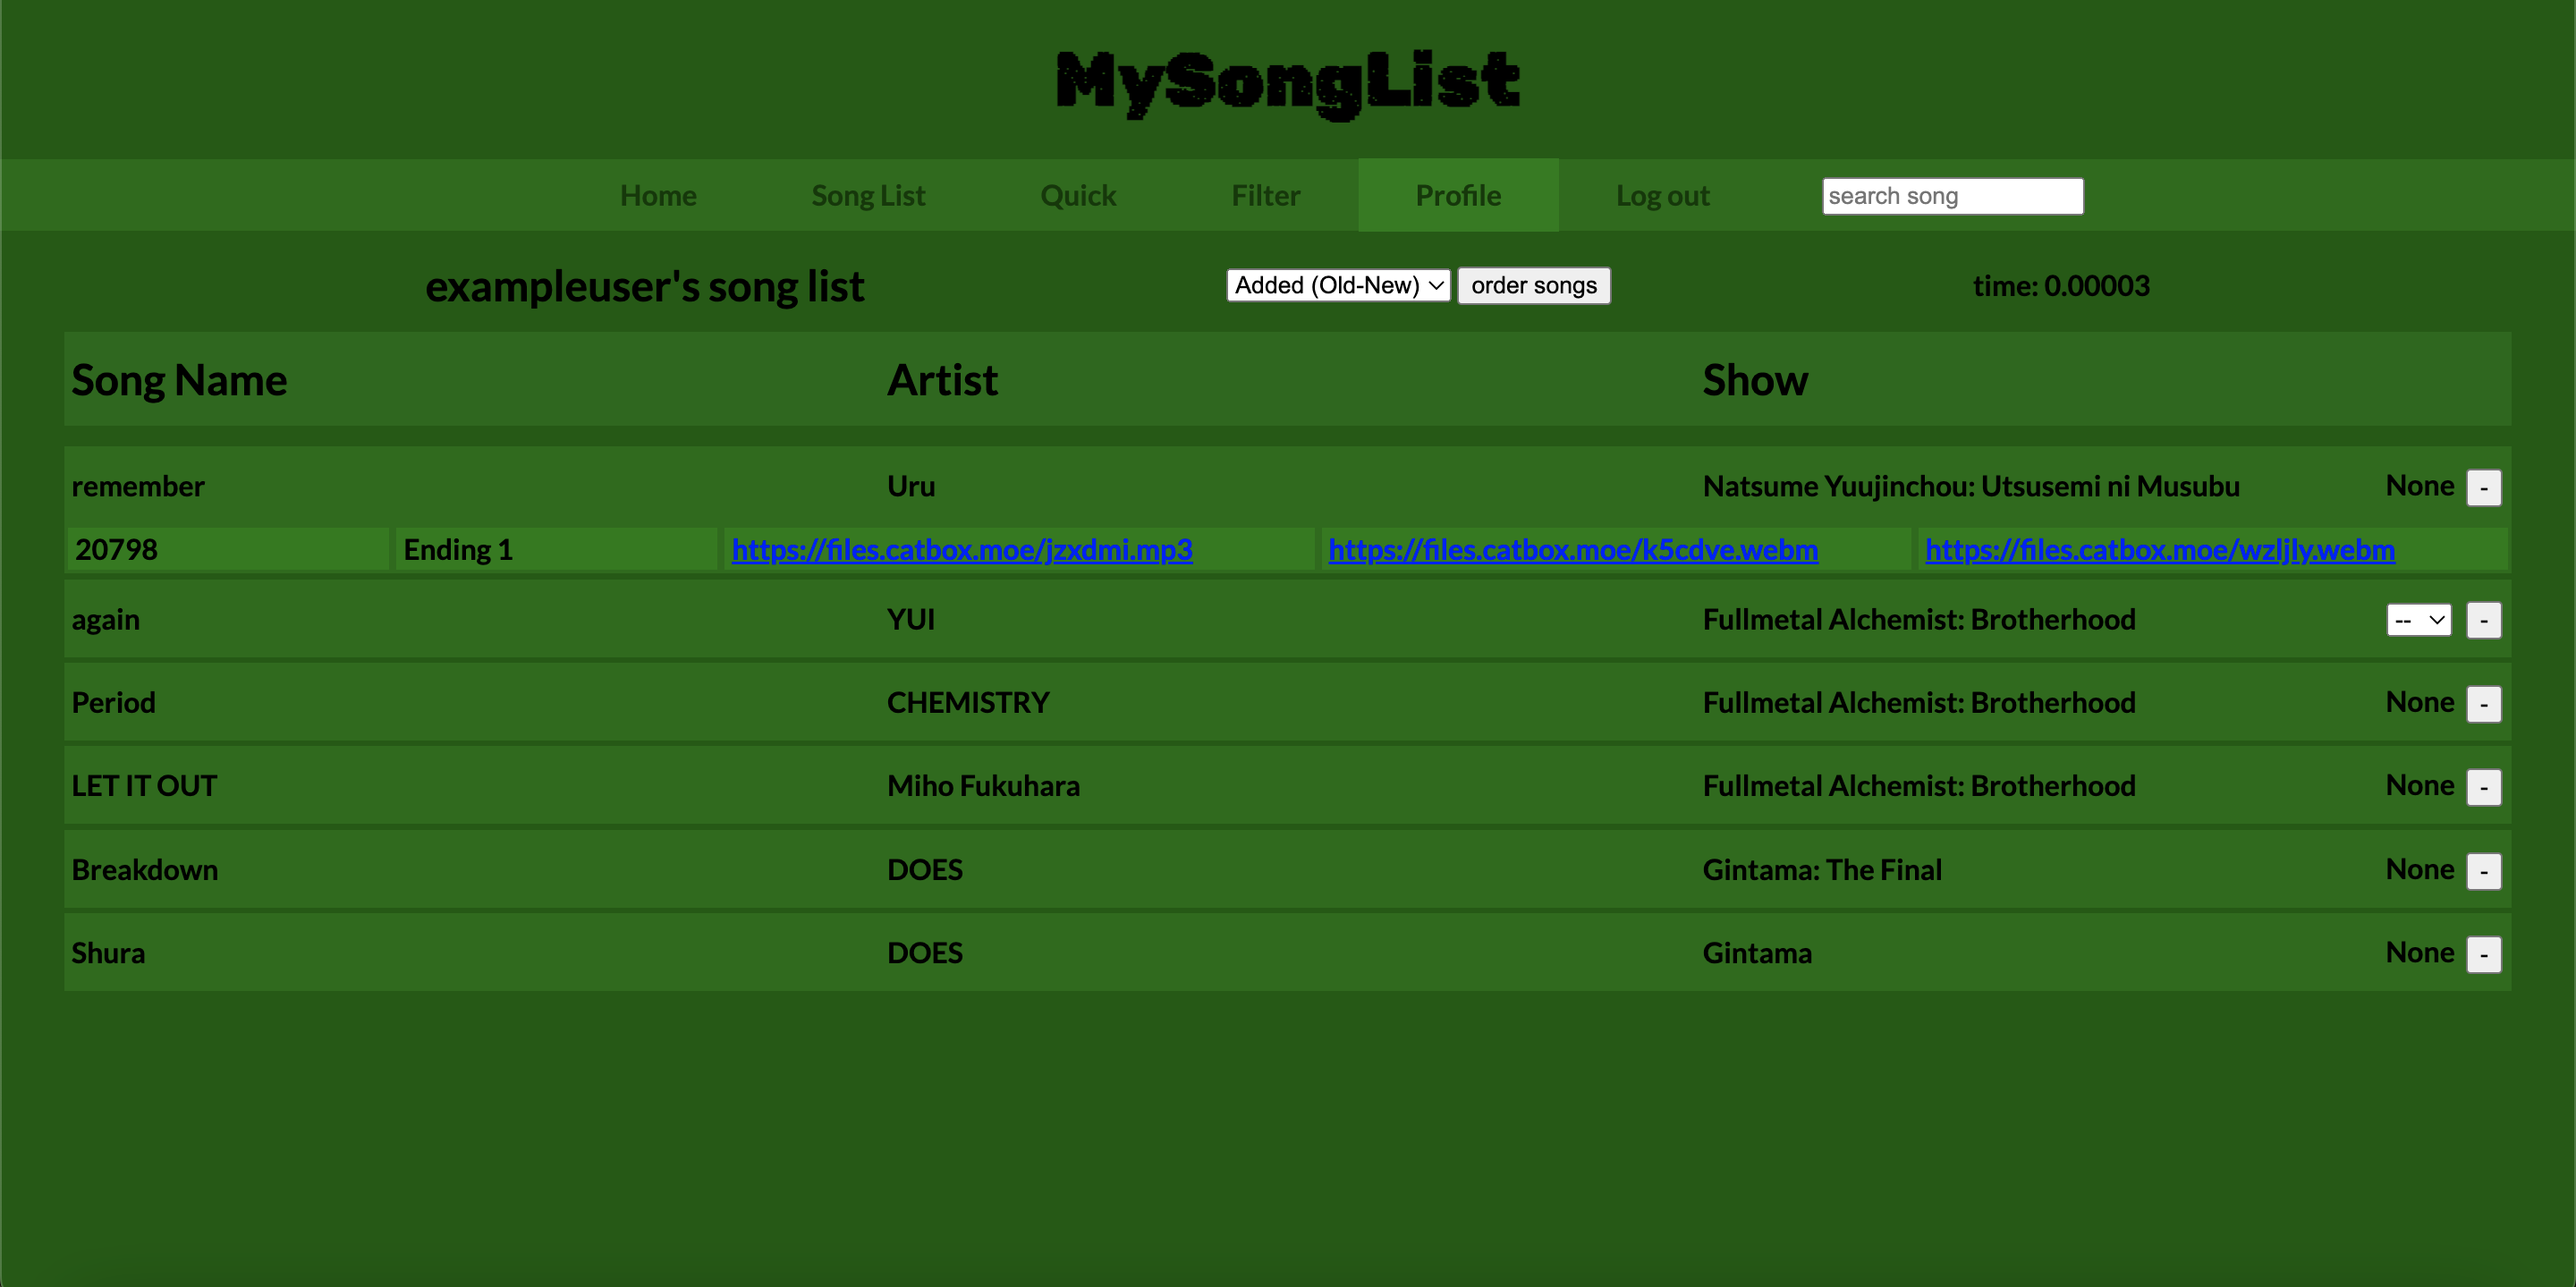 MySongList
Home Song List Quick Filter Profile Log out search song
exampleuser's song list Added (Old-New) order songs time: 0.00003
Song Name Artist Show
remember Uru Natsume Yuujinchou: Utsusemi ni Musubu None -
20798 Ending 1 https://files.catbox.moe/jzxdmi.mp3 https://files.catbox.moe/k5cdve.webm https://files.catbox.moe/wzljly.webm
again YUI Fullmetal Alchemist: Brotherhood -- -
Period CHEMISTRY Fullmetal Alchemist: Brotherhood None -
LET IT OUT Miho Fukuhara Fullmetal Alchemist: Brotherhood None -
Breakdown DOES Gintama: The Final None -
Shura DOES Gintama None -